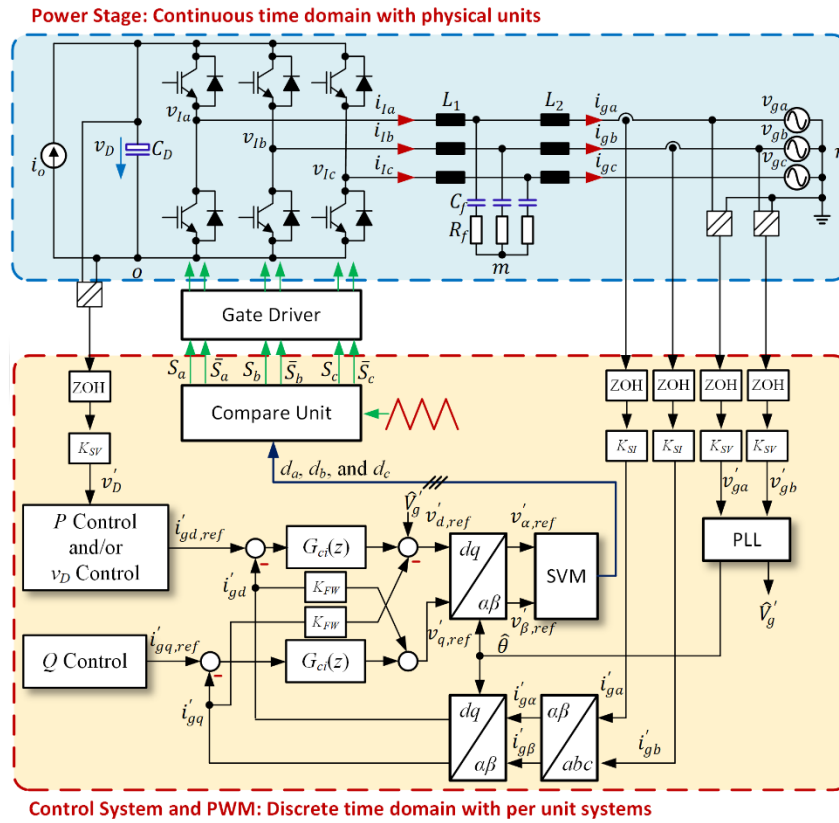 Power Stage: Continuous time domain with physical units
i_o
v_D
C_D
v_Ia
v_Ib
v_Ic
i_Ia
i_Ib
i_Ic
L_1
L_2
C_f
R_f
i_ga
i_gb
i_gc
v_ga
v_gb
v_gc
o
m
Gate Driver
S_a S̄_a S_b S̄_b S_c S̄_c
Compare Unit
d_a, d_b, and d_c
ZOH
K_SV
v'_D
ZOH ZOH ZOH ZOH
K_SI K_SI K_SV K_SV
v'_ga
v'_gb
PLL
V̂'_g
P Control
and/or
v_D Control
i'_gd,ref
G_ci(z)
V̂'_g
v'_d,ref
dq
αβ
v'_α,ref
SVM
i'_gd
K_FW
K_FW
Q Control
i'_gq,ref
G_ci(z)
v'_q,ref
v'_β,ref
θ̂
i'_gq
dq
αβ
i'_gα
i'_gβ
αβ
abc
i'_ga
i'_gb
Control System and PWM: Discrete time domain with per unit systems